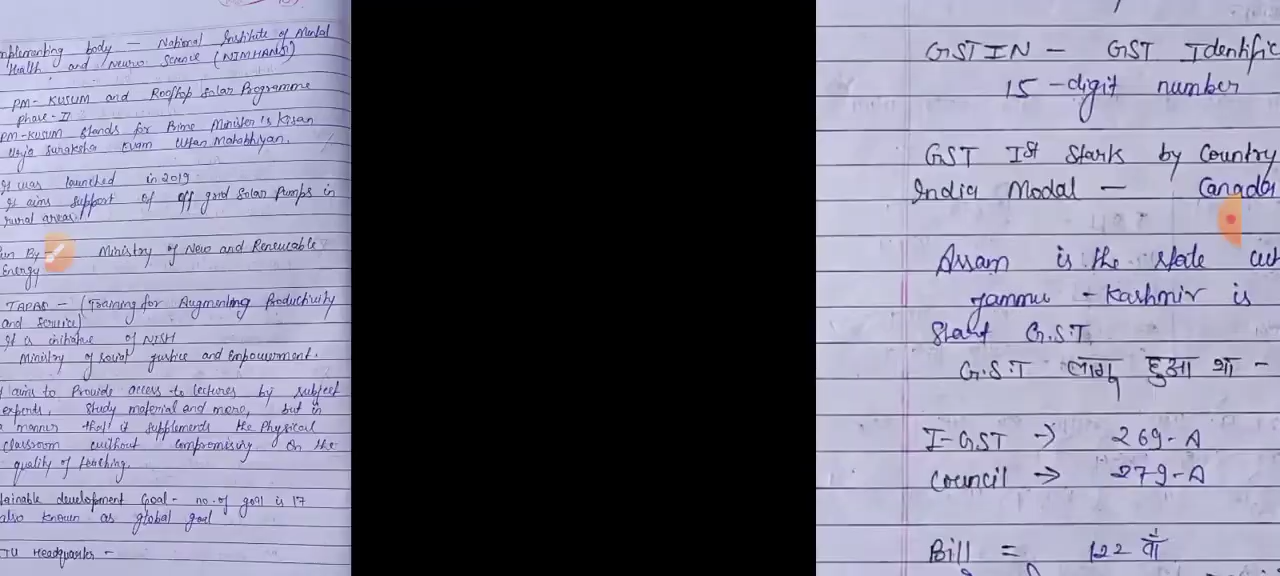 mplementing body - National Institute of Mental
Health and Neuro Science (NIMHANS)
PM-KUSUM and Rooftop Solar Programme
phase-II
PM-KUSUM stands for Prime Minister's Kisan
Urja Suraksha Evam Utthan Mahabhiyan.
It was launched in 2019
It aims support of off grid Solar Pumps in
rural areas.
un By - Ministry of New and Renewable
Energy
TAPAS - (Training for Augmenting Productivity
and Service)
It a initiative of NISH
Ministry of social justice and Empowerment.
aims to Provide access to lectures by subject
experts, study material and more, but in
a manner that it supplements the Physical
classroom without compromising on the
quality of teaching.
tainable development Goal - no. of goal is 17
also known as global goal
ITU Headquarters -
GSTIN - GST Identific
15-digit number
GST Ist Starts by Country
India Modal - Canada
Assam is the state
Jammu - Kashmir is
Start G.S.T
G.S.T लागू हुआ था -
I-GST → 269-A
Council → 279-A
Bill = 122 वाँ